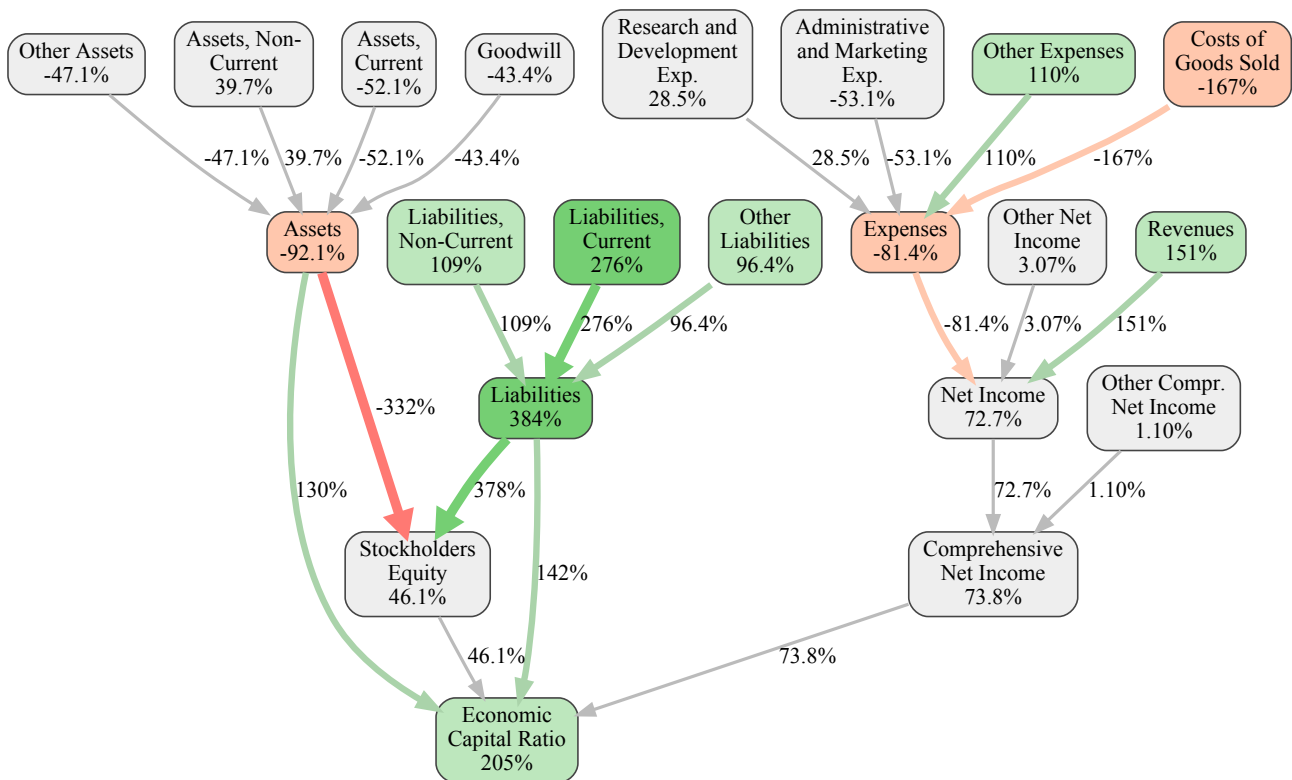 Other Assets
-47.1%
Assets, Non-
Current
39.7%
Assets,
Current
-52.1%
Goodwill
-43.4%
Research and
Development
Exp.
28.5%
Administrative
and Marketing
Exp.
-53.1%
Other Expenses
110%
Costs of
Goods Sold
-167%
-47.1%
39.7%
-52.1%
-43.4%
28.5%
-53.1%
110%
-167%
Assets
-92.1%
Liabilities,
Non-Current
109%
Liabilities,
Current
276%
Other
Liabilities
96.4%
Expenses
-81.4%
Other Net
Income
3.07%
Revenues
151%
109%
276%
96.4%
-81.4%
3.07%
151%
-332%
Liabilities
384%
Net Income
72.7%
Other Compr.
Net Income
1.10%
130%
378%
142%
72.7%
1.10%
Stockholders
Equity
46.1%
Comprehensive
Net Income
73.8%
46.1%
73.8%
Economic
Capital Ratio
205%